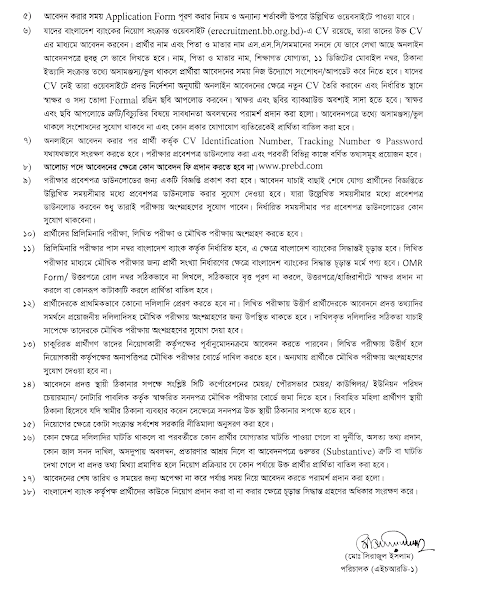 ৫) আবেদন করার সময় Application Form পূরণ করার নিয়ম ও অন্যান্য শর্তাবলী উপরে উল্লিখিত ওয়েবসাইটে পাওয়া যাবে।
৬) যাদের বাংলাদেশ ব্যাংকের নিয়োগ সংক্রান্ত ওয়েবসাইট (erecruitment.bb.org.bd)-এ CV রয়েছে, তারা তাদের উক্ত CV
এর মাধ্যমে আবেদন করবেন। প্রার্থীর নাম এবং পিতা ও মাতার নাম এস.এস.সি/সমমানের সনদে যে ভাবে লেখা আছে অনলাইন
আবেদনপত্রে হুবহু সে ভাবে লিখতে হবে। নাম, পিতা ও মাতার নাম, শিক্ষাগত যোগ্যতা, ১১ ডিজিটের মোবাইল নম্বর, ঠিকানা
ইত্যাদি সংক্রান্ত তথ্যে অসামঞ্জস্য/ভুল থাকলে প্রার্থীরা আবেদনের সময় নিজ উদ্যোগে সংশোধন/আপডেট করে নিতে হবে। যাদের
CV নেই তারা ওয়েবসাইটে প্রদত্ত নির্দেশনা অনুযায়ী অনলাইন আবেদনের ক্ষেত্রে নতুন CV তৈরি করবেন এবং নির্ধারিত স্থানে
স্বাক্ষর ও সদ্য তোলা Formal রঙিন ছবি আপলোড করবেন। স্বাক্ষর এবং ছবির ব্যাকগ্রাউন্ড অবশ্যই সাদা হতে হবে। স্বাক্ষর
এবং ছবি আপলোডে ত্রুটি/বিচ্যুতির বিষয়ে সাবধানতা অবলম্বনের পরামর্শ প্রদান করা হলো। আবেদনপত্রে তথ্যে অসামঞ্জস্য/ভুল
থাকলে সংশোধনের সুযোগ থাকবে না এবং কোন প্রকার যোগাযোগ ব্যতিরেকেই প্রার্থিতা বাতিল করা হবে।
৭) অনলাইনে আবেদন করার পর প্রার্থী কর্তৃক CV Identification Number, Tracking Number ও Password
যথাযথভাবে সংরক্ষণ করতে হবে। পরীক্ষার প্রবেশপত্র ডাউনলোড করা এবং পরবর্তী বিভিন্ন কাজে বর্ণিত তথ্যসমূহ প্রয়োজন হবে।
৮) আলোচ্য পদে আবেদনের ক্ষেত্রে কোন আবেদন ফি প্রদান করতে হবে না। www.prebd.com
৯) পরীক্ষার প্রবেশপত্র ডাউনলোডের জন্য একটি বিজ্ঞপ্তি প্রকাশ করা হবে। আবেদন যাচাই বাছাই শেষে যোগ্য প্রার্থীদের বিজ্ঞপ্তিতে
উল্লিখিত সময়সীমার মধ্যে প্রবেশপত্র ডাউনলোড করার সুযোগ দেওয়া হবে। যারা উল্লেখিত সময়সীমার মধ্যে প্রবেশপত্র
ডাউনলোড করবেন শুধু তারাই পরীক্ষায় অংশগ্রহণের সুযোগ পাবেন। নির্ধারিত সময়সীমার পর প্রবেশপত্র ডাউনলোডের কোন
সুযোগ থাকবেনা।
১০) প্রার্থীদের প্রিলিমিনারি পরীক্ষা, লিখিত পরীক্ষা ও মৌখিক পরীক্ষায় অংশগ্রহণ করতে হবে।
১১) প্রিলিমিনারি পরীক্ষার পাস নম্বর বাংলাদেশ ব্যাংক কর্তৃক নির্ধারিত হবে, এ ক্ষেত্রে বাংলাদেশ ব্যাংকের সিদ্ধান্তই চূড়ান্ত হবে। লিখিত
পরীক্ষার মাধ্যমে মৌখিক পরীক্ষার জন্য প্রার্থী সংখ্যা নির্ধারণের ক্ষেত্রে বাংলাদেশ ব্যাংকের সিদ্ধান্ত চূড়ান্ত মর্মে গণ্য হবে। OMR
Form/ উত্তরপত্রে রোল নম্বর সঠিকভাবে না লিখলে, সঠিকভাবে বৃত্ত পূরণ না করলে, উত্তরপত্রে/হাজিরাশীটে স্বাক্ষর প্রদান না
করলে বা কোনরূপ কাটাকাটি করলে প্রার্থিতা বাতিল হবে।
১২) প্রার্থীদেরকে প্রাথমিকভাবে কোনো দলিলাদি প্রেরণ করতে হবে না। লিখিত পরীক্ষায় উত্তীর্ণ প্রার্থীদেরকে আবেদনে প্রদত্ত তথ্যাদির
সমর্থনে প্রয়োজনীয় দলিলাদিসহ মৌখিক পরীক্ষায় অংশগ্রহণের জন্য উপস্থিত থাকতে হবে। দাখিলকৃত দলিলাদির সঠিকতা যাচাই
সাপেক্ষে তাদেরকে মৌখিক পরীক্ষায় অংশগ্রহণের সুযোগ দেয়া হবে।
১৩) চাকুরিরত প্রার্থীগণ তাদের নিয়োগকারী কর্তৃপক্ষের পূর্বানুমোদনক্রমে আবেদন করতে পারবেন। লিখিত পরীক্ষায় উত্তীর্ণ হলে
নিয়োগকারী কর্তৃপক্ষের অনাপত্তিপত্র মৌখিক পরীক্ষার বোর্ডে দাখিল করতে হবে। অন্যথায় প্রার্থীকে মৌখিক পরীক্ষায় অংশগ্রহণের
সুযোগ দেওয়া হবে না।
১৪) আবেদনে প্রদত্ত স্থায়ী ঠিকানার সপক্ষে সংশ্লিষ্ট সিটি কর্পোরেশনের মেয়র/ পৌরসভার মেয়র/ কাউন্সিলর/ ইউনিয়ন পরিষদ
চেয়ারম্যান/ নোটারি পাবলিক কর্তৃক স্বাক্ষরিত সনদপত্র মৌখিক পরীক্ষার বোর্ডে জমা দিতে হবে। বিবাহিত মহিলা প্রার্থীগণ স্থায়ী
ঠিকানা হিসেবে যদি স্বামীর ঠিকানা ব্যবহার করেন সেক্ষেত্রে সনদপত্র উক্ত স্থায়ী ঠিকানার সপক্ষে হতে হবে।
১৫) নিয়োগের ক্ষেত্রে কোটা সংক্রান্ত সর্বশেষ সরকারি নীতিমালা অনুসরণ করা হবে।
১৬) কোন ক্ষেত্রে দলিলাদির ঘাটতি থাকলে বা পরবর্তীতে কোন প্রার্থীর যোগ্যতার ঘাটতি পাওয়া গেলে বা দুর্নীতি, অসত্য তথ্য প্রদান,
কোন জাল সনদ দাখিল, অসদুপায় অবলম্বন, প্রতারণার আশ্রয় নিলে বা আবেদনপত্রে গুরুতর (Substantive) ত্রুটি বা ঘাটতি
দেখা গেলে বা প্রদত্ত তথ্য মিথ্যা প্রমাণিত হলে নিয়োগ প্রক্রিয়ার যে কোন পর্যায়ে উক্ত প্রার্থীর প্রার্থিতা বাতিল করা হবে।
১৭) আবেদনের শেষ তারিখ ও সময়ের জন্য অপেক্ষা না করে পর্যাপ্ত সময় নিয়ে আবেদন করতে পরামর্শ প্রদান করা হলো।
১৮) বাংলাদেশ ব্যাংক কর্তৃপক্ষ প্রার্থীদের কাউকে নিয়োগ প্রদান করা বা না করার ক্ষেত্রে চূড়ান্ত সিদ্ধান্ত গ্রহণের অধিকার সংরক্ষণ করে।
(মোঃ সিরাজুল ইসলাম)
পরিচালক (এইচআরডি-১)